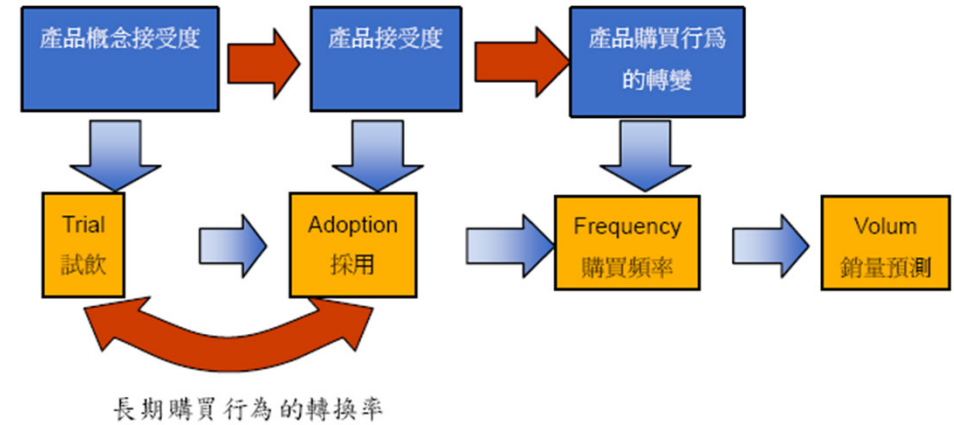 產品概念接受度
產品接受度
產品購買行為
的轉變
Trial
試飲
Adoption
採用
Frequency
購買頻率
Volum
銷量預測
長期購買行為的轉換率